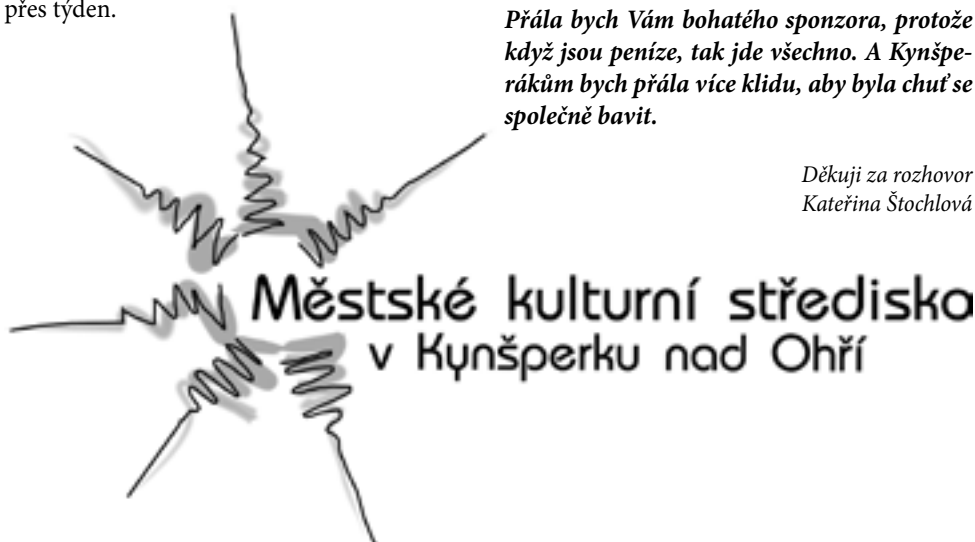 přes týden.
Přála bych Vám bohatého sponzora, protože
když jsou peníze, tak jde všechno. A Kynšpe-
rákům bych přála více klidu, aby byla chuť se
společně bavit.
Děkuji za rozhovor
Kateřina Štochlová
Městské kulturní středisko
v Kynšperku nad Ohří